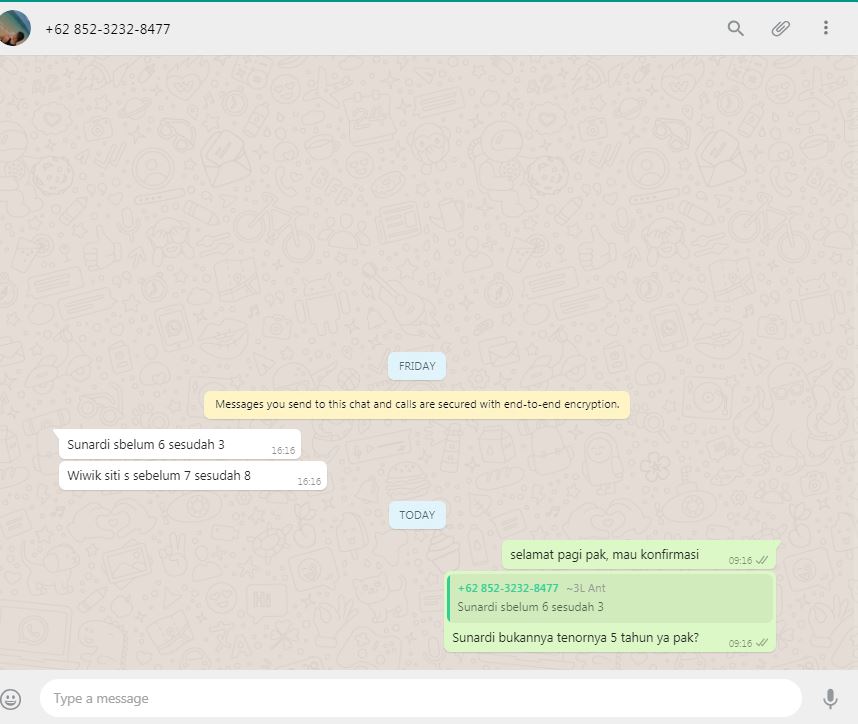 +62 852-3232-8477
FRIDAY
Messages you send to this chat and calls are secured with end-to-end encryption.
Sunardi sbelum 6 sesudah 3
16:16
Wiwik siti s sebelum 7 sesudah 8
16:16
TODAY
selamat pagi pak, mau konfirmasi
09:16
+62 852-3232-8477 ~3L Ant
Sunardi sbelum 6 sesudah 3
Sunardi bukannya tenornya 5 tahun ya pak?
09:16
Type a message